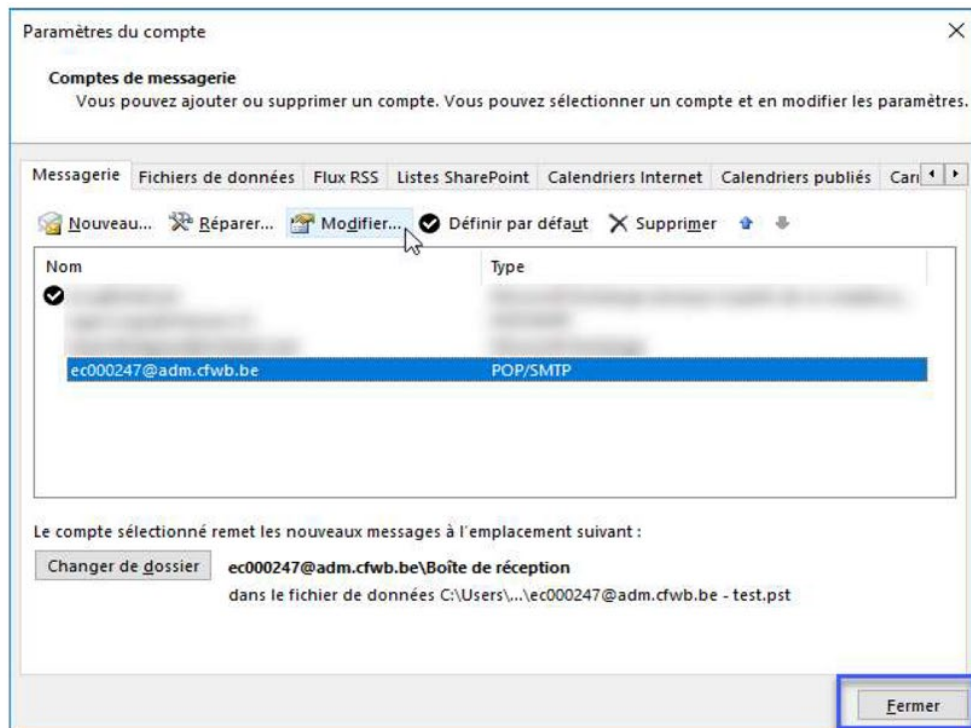 Paramètres du compte
Comptes de messagerie
Vous pouvez ajouter ou supprimer un compte. Vous pouvez sélectionner un compte et en modifier les paramètres.
Messagerie Fichiers de données Flux RSS Listes SharePoint Calendriers Internet Calendriers publiés
Nouveau... Réparer... Modifier... Définir par défaut Supprimer
Nom Type
ec000247@adm.cfwb.be POP/SMTP
Le compte sélectionné remet les nouveaux messages à l'emplacement suivant :
Changer de dossier ec000247@adm.cfwb.be\Boîte de réception
dans le fichier de données C:\Users\...\ec000247@adm.cfwb.be - test.pst
Fermer